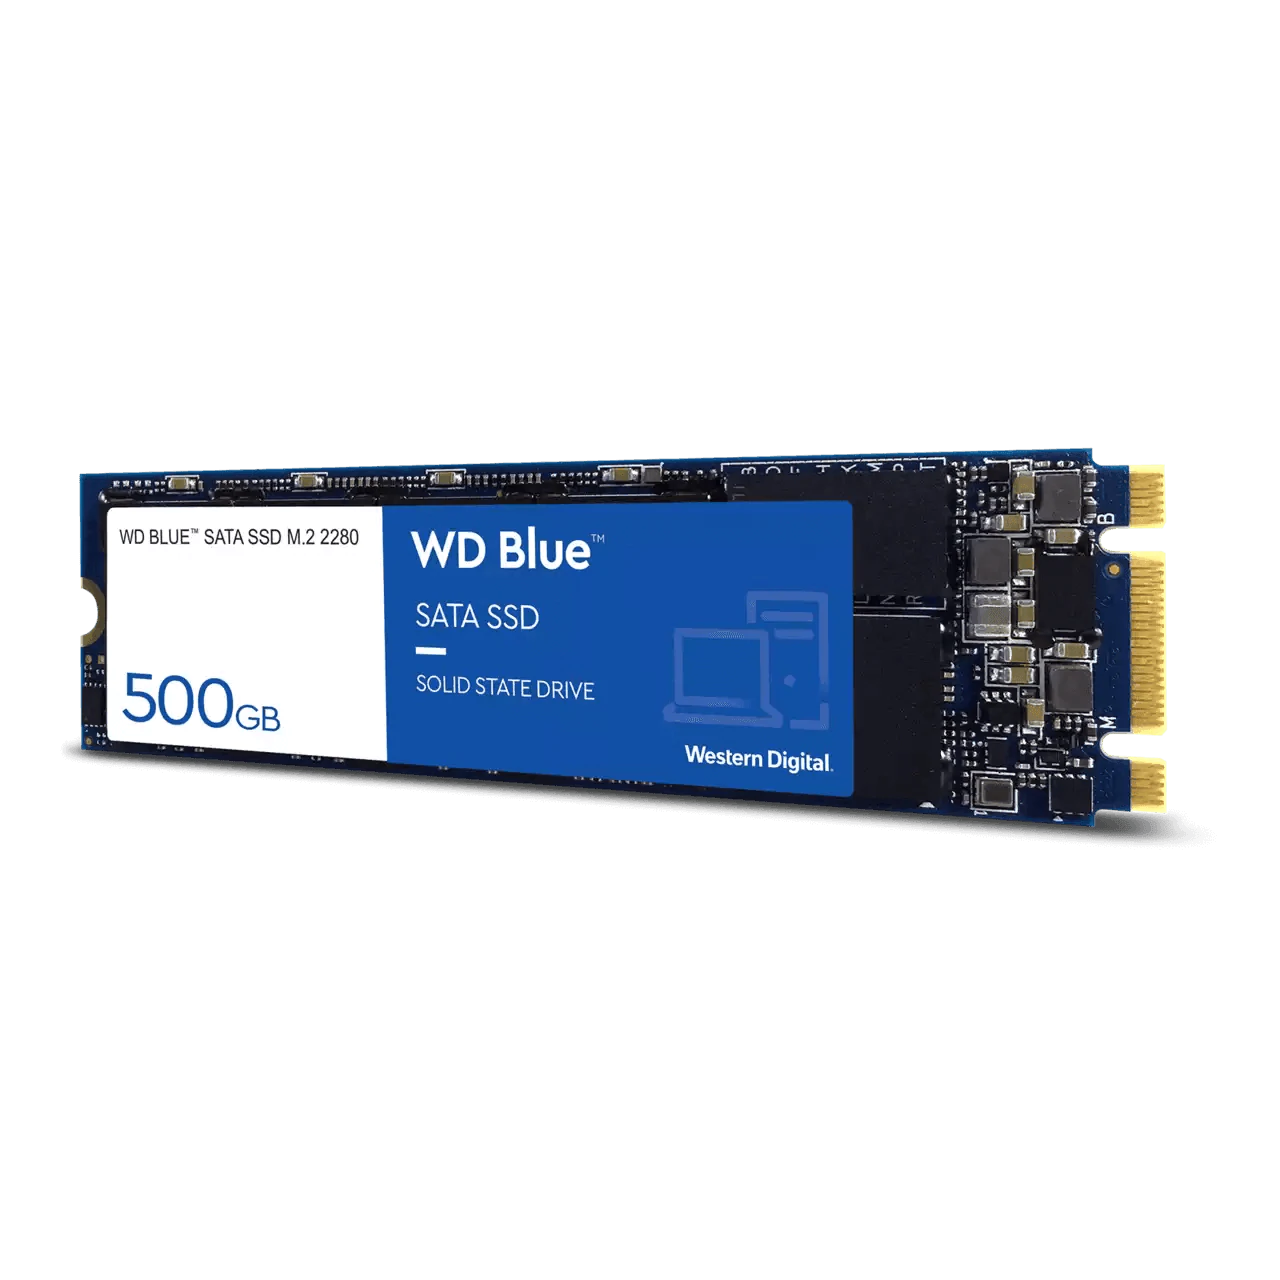 WD BLUE™ SATA SSD M.2 2280
500GB
WD Blue™
SATA SSD
SOLID STATE DRIVE
Western Digital.
B
M